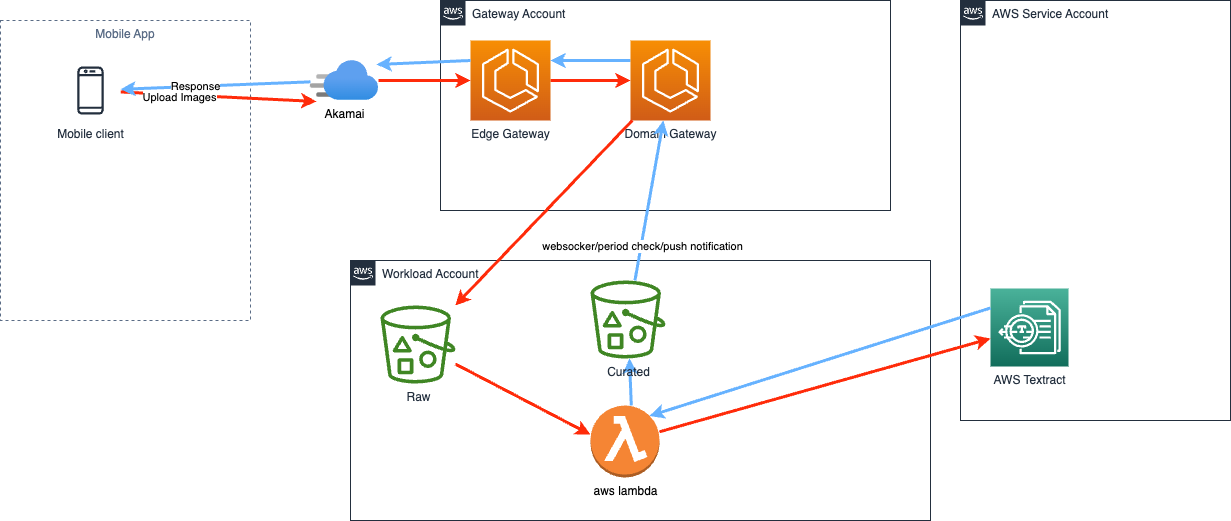 Mobile App
aws
Gateway Account
aws
AWS Service Account
Response
Upload Images
Mobile client
Akamai
Edge Gateway
Domain Gateway
websocker/period check/push notification
aws
Workload Account
Raw
Curated
AWS Textract
aws lambda